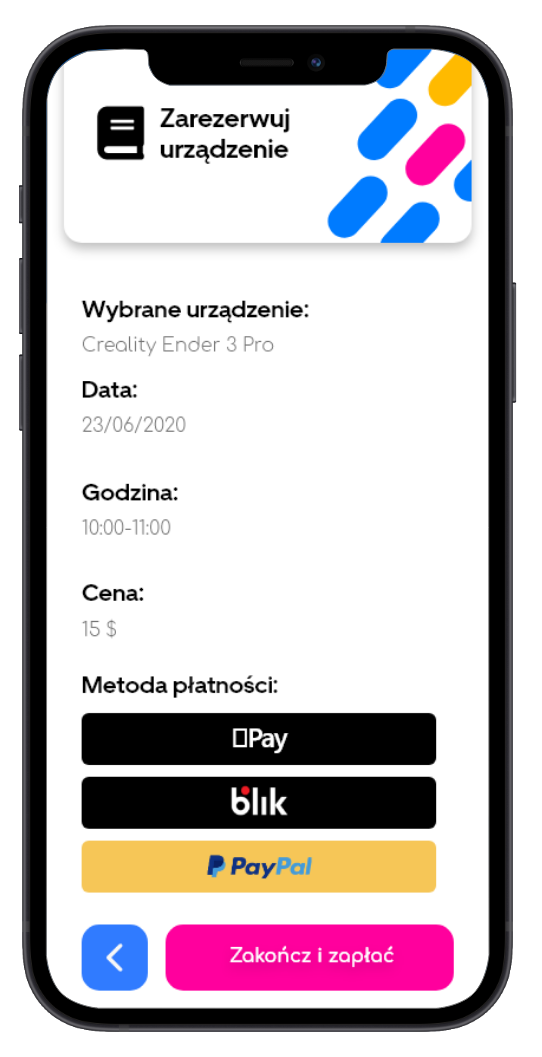 Zarezerwuj
urządzenie
Wybrane urządzenie:
Creality Ender 3 Pro
Data:
23/06/2020
Godzina:
10:00-11:00
Cena:
15 $
Metoda płatności:
Pay
blik
PayPal
Zakończ i zapłać